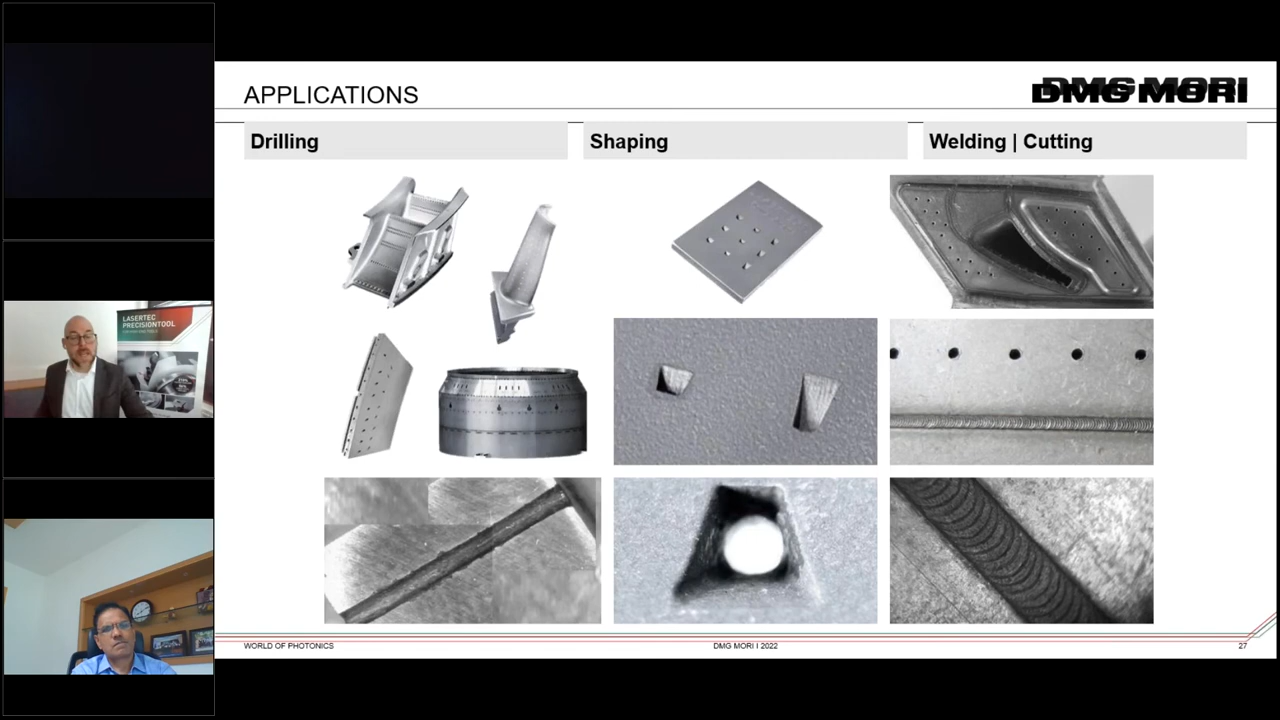 APPLICATIONS
DMG MORI
Drilling
Shaping
Welding | Cutting
LASERTEC
PRECISIONTOOL
WORLD OF PHOTONICS
DMG MORI I 2022
27